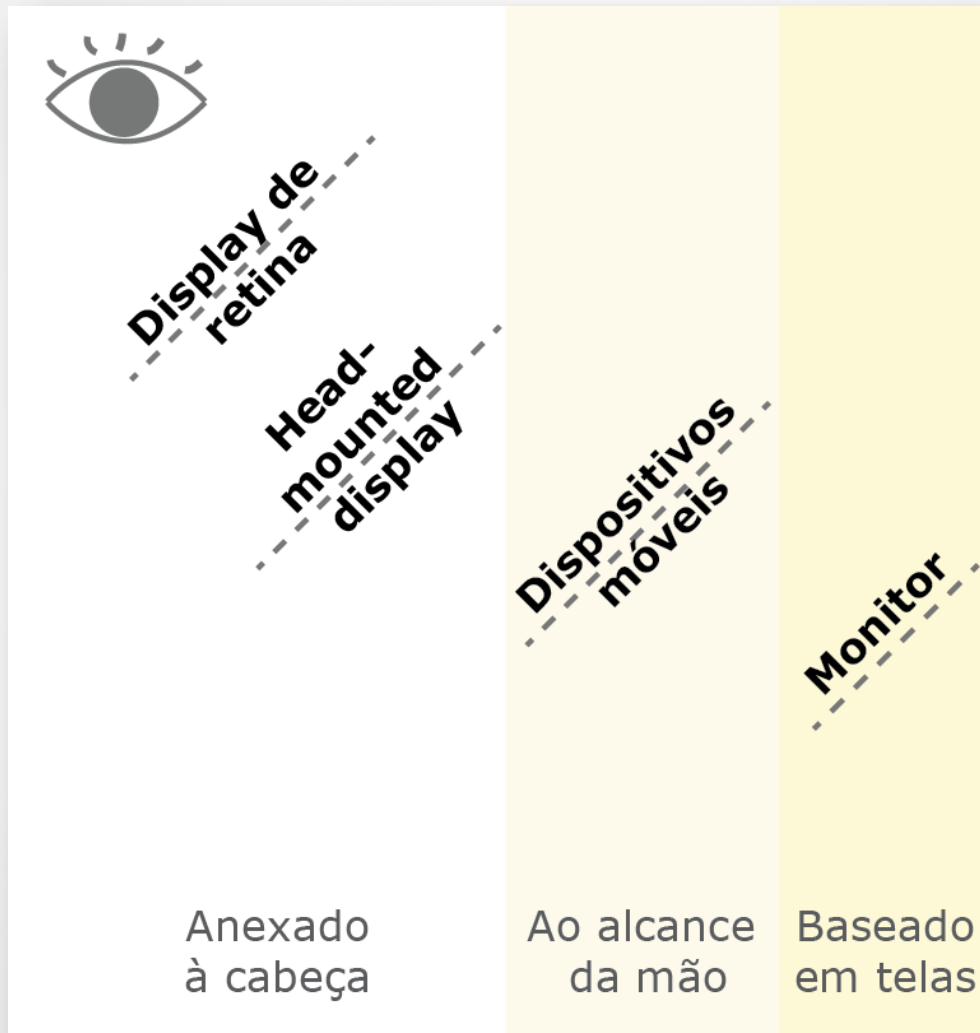 Display de
retina
Head-
mounted
display
Dispositivos
móveis
Monitor
Anexado
à cabeça
Ao alcance
da mão
Baseado
em telas